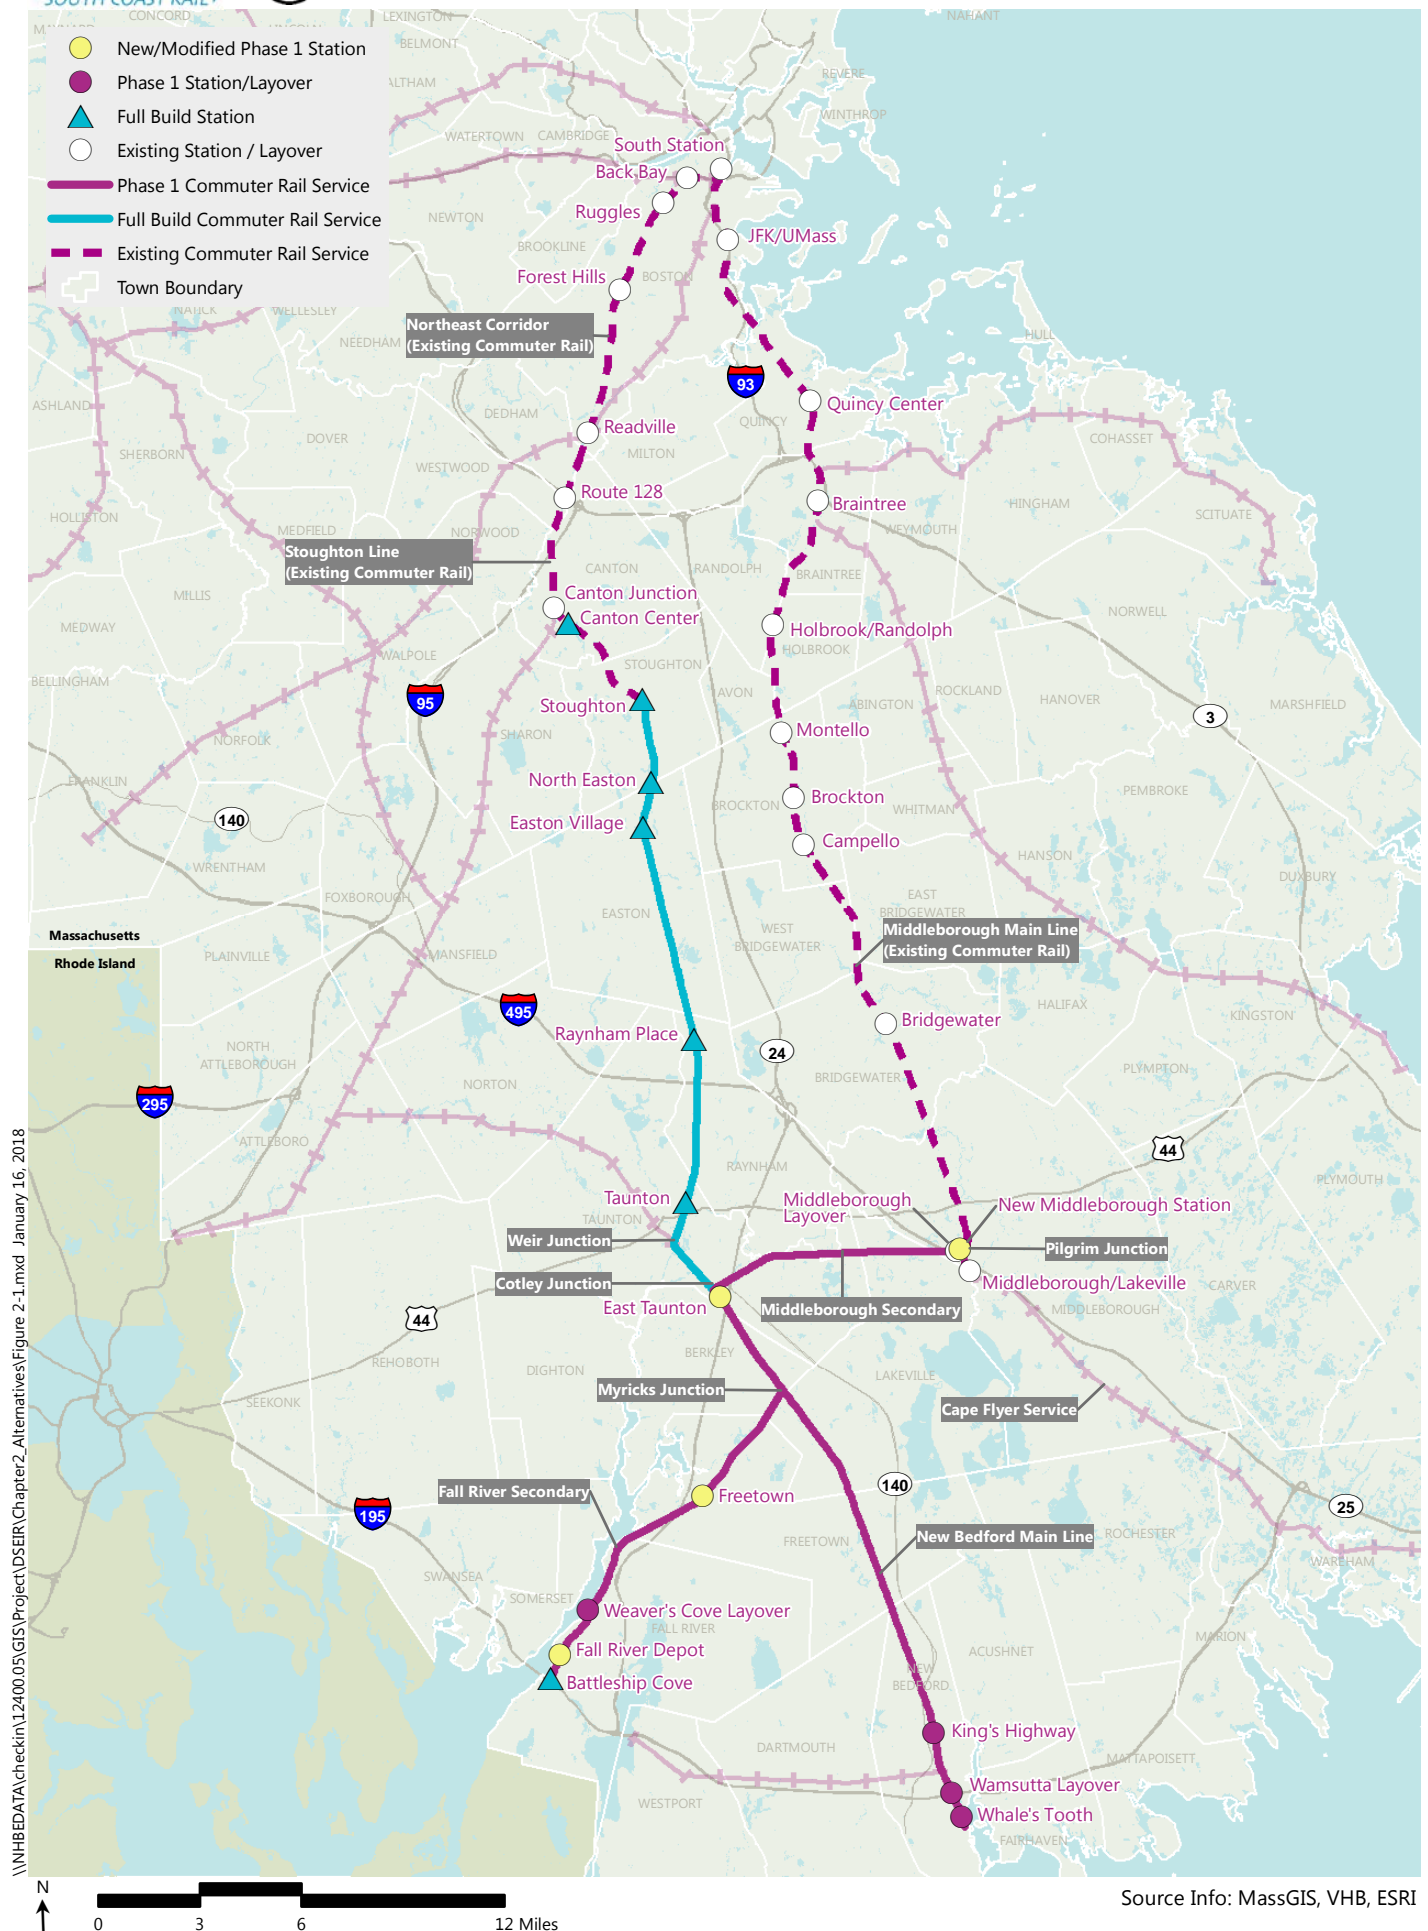 SOUTH COAST RAIL
New/Modified Phase 1 Station
Phase 1 Station/Layover
Full Build Station
Existing Station / Layover
Phase 1 Commuter Rail Service
Full Build Commuter Rail Service
Existing Commuter Rail Service
Town Boundary
CONCORD
LEXINGTON
NAHANT
BELMONT
REVERE
WINTHROP
WATERTOWN
CAMBRIDGE
South Station
Back Bay
Ruggles
NEWTON
JFK/UMass
BROOKLINE
Forest Hills
BOSTON
NATICK
WELLESLEY
Northeast Corridor
(Existing Commuter Rail)
NEEDHAM
HULL
93
ASHLAND
Quincy Center
DEDHAM
QUINCY
Readville
DOVER
COHASSET
SHERBORN
MILTON
WESTWOOD
Route 128
Braintree
HINGHAM
HOLLISTON
SCITUATE
MEDFIELD
NORWOOD
WEYMOUTH
Stoughton Line
(Existing Commuter Rail)
CANTON
RANDOLPH
BRAINTREE
MILLIS
Canton Junction
Canton Center
NORWELL
MEDWAY
Holbrook/Randolph
HOLBROOK
WALPOLE
STOUGHTON
BELLINGHAM
AVON
ROCKLAND
HANOVER
95
Stoughton
ABINGTON
MARSHFIELD
3
NORFOLK
SHARON
Montello
FRANKLIN
North Easton
PEMBROKE
Brockton
BROCKTON
WHITMAN
140
Easton Village
Campello
HANSON
WRENTHAM
DUXBURY
FOXBOROUGH
EASTON
EAST
BRIDGEWATER
WEST
BRIDGEWATER
Middleborough Main Line
(Existing Commuter Rail)
Massachusetts
Rhode Island
PLAINVILLE
MANSFIELD
HALIFAX
495
KINGSTON
Bridgewater
Raynham Place
NORTH
ATTLEBOROUGH
24
PLYMPTON
BRIDGEWATER
NORTON
295
ATTLEBORO
44
RAYNHAM
PLYMOUTH
Taunton
Middleborough
Layover
New Middleborough Station
TAUNTON
Weir Junction
Pilgrim Junction
Cotley Junction
Middleborough/Lakeville
CARVER
East Taunton
Middleborough Secondary
MIDDLEBOROUGH
44
BERKLEY
REHOBOTH
DIGHTON
LAKEVILLE
Myricks Junction
SEEKONK
Cape Flyer Service
140
Fall River Secondary
Freetown
195
25
FREETOWN
New Bedford Main Line
ROCHESTER
WAREHAM
SWANSEA
SOMERSET
Weaver's Cove Layover
FALL RIVER
MARION
Fall River Depot
ACUSHNET
NEW
BEDFORD
Battleship Cove
King's Highway
DARTMOUTH
MATTAPOISETT
Wamsutta Layover
WESTPORT
Whale's Tooth
FAIRHAVEN
\\NHBEDATA\checkin\12400.05\GIS\Project\DSEIR\Chapter2_Alternatives\Figure 2-1.mxd January 16, 2018
N
0 3 6 12 Miles
Source Info: MassGIS, VHB, ESRI